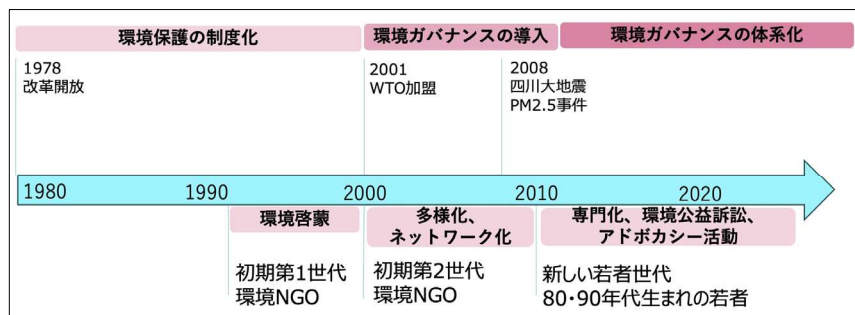 環境保護の制度化
環境ガバナンスの導入
環境ガバナンスの体系化
1978
改革開放
2001
WTO加盟
2008
四川大地震
PM2.5事件
1980
1990
2000
2010
2020
環境啓蒙
多様化、
ネットワーク化
専門化、環境公益訴訟、
アドボカシー活動
初期第1世代
環境NGO
初期第2世代
環境NGO
新しい若者世代
80・90年代生まれの若者